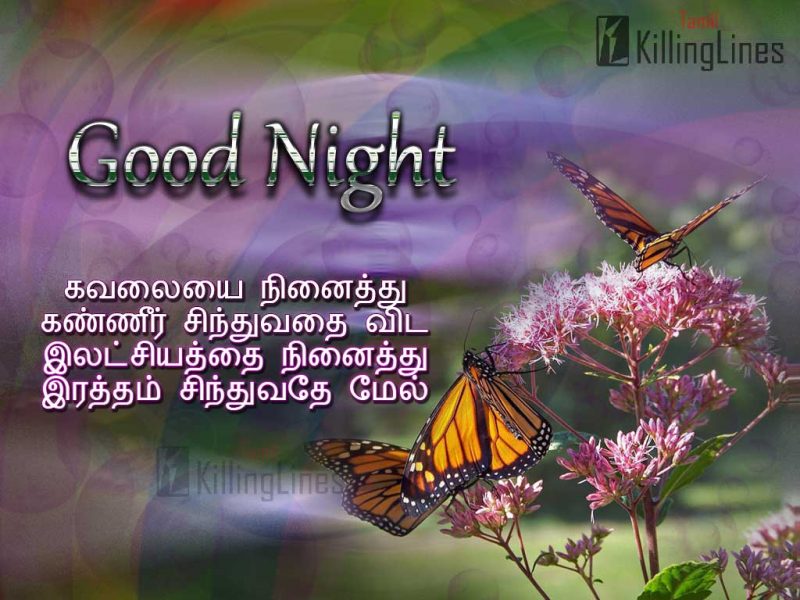 Tamil
KillingLines
Good Night
கவலையை நினைத்து
கண்ணீர் சிந்துவதை விட
இலட்சியத்தை நினைத்து
இரத்தம் சிந்துவதே மேல்
KillingLines